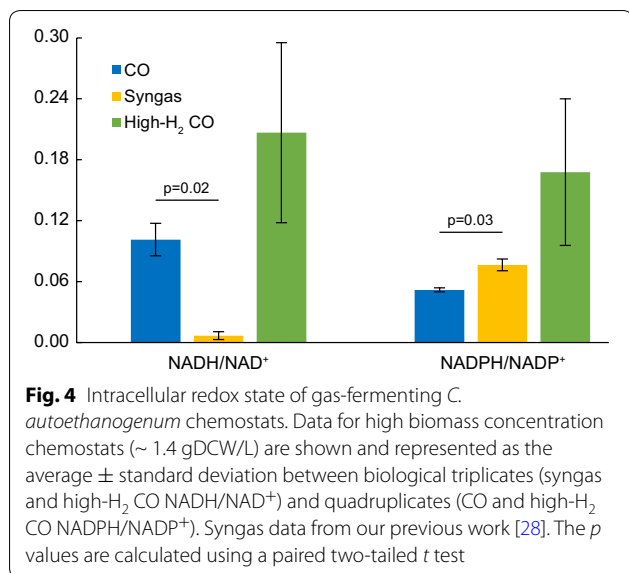 0.30
CO
Syngas
High-H₂ CO
0.24
0.18
p=0.02
p=0.03
0.12
0.06
0.00
NADH/NAD⁺
NADPH/NADP⁺
Fig. 4 Intracellular redox state of gas-fermenting C.
autoethanogenum chemostats. Data for high biomass concentration
chemostats (~ 1.4 gDCW/L) are shown and represented as the
average ± standard deviation between biological triplicates (syngas
and high-H₂ CO NADH/NAD⁺) and quadruplicates (CO and high-H₂
CO NADPH/NADP⁺). Syngas data from our previous work [28]. The p
values are calculated using a paired two-tailed t test